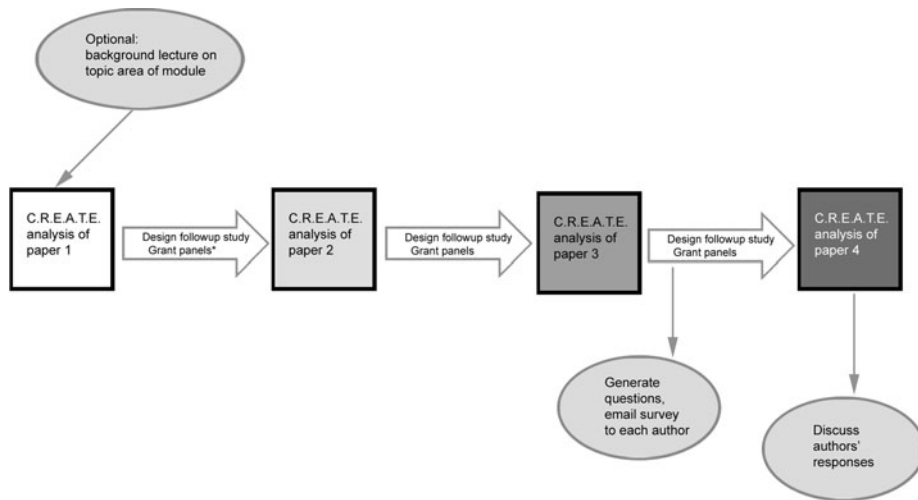 Optional:
background lecture on
topic area of module
C.R.E.A.T.E.
analysis of
paper 1
Design followup study
Grant panels*
C.R.E.A.T.E.
analysis of
paper 2
Design followup study
Grant panels
C.R.E.A.T.E.
analysis of
paper 3
Design followup study
Grant panels
C.R.E.A.T.E.
analysis of
paper 4
Generate
questions,
email survey
to each author
Discuss
authors'
responses